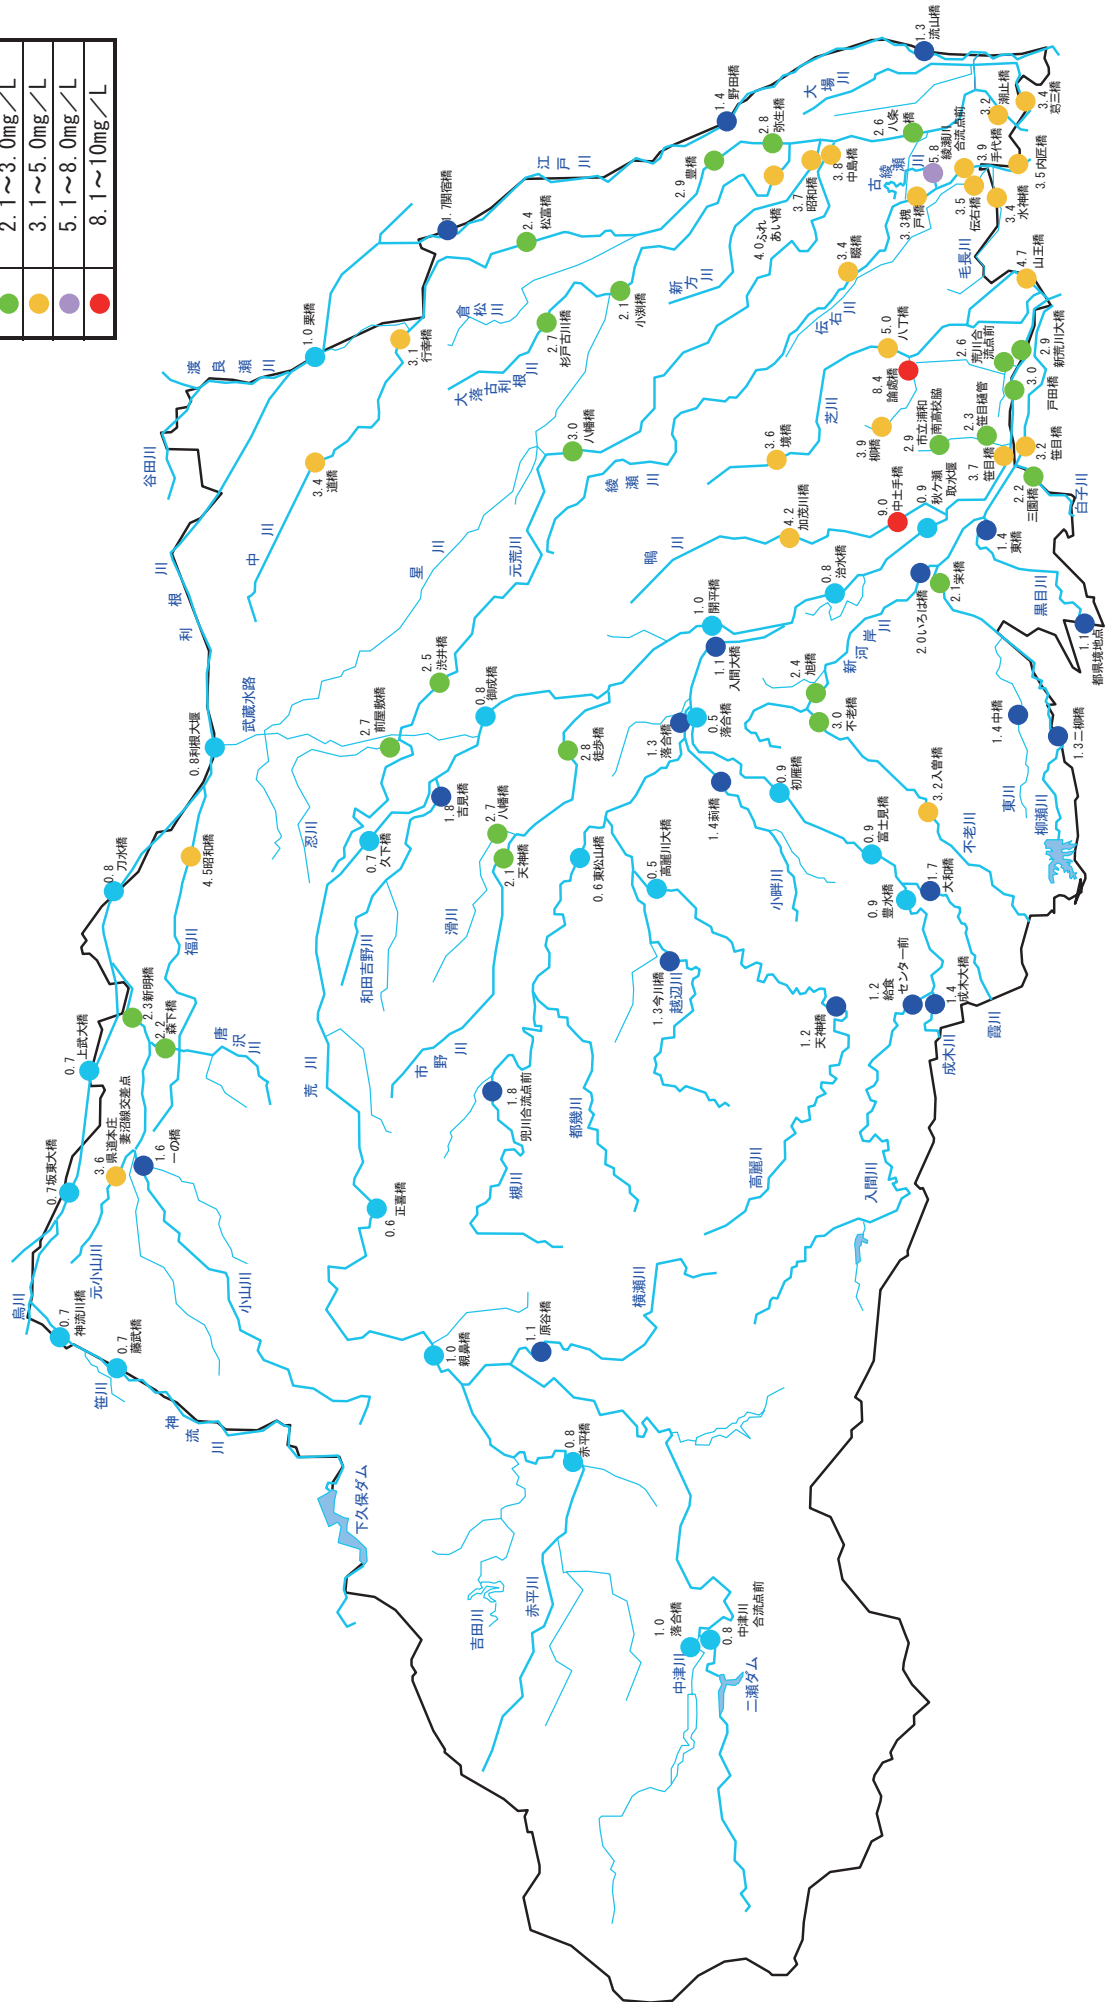 2.1～3.0mg／L
3.1～5.0mg／L
5.1～8.0mg／L
8.1～10mg／L
烏川
0.7
神流川橋
笹川
0.7
藤武橋
神流川
下久保ダム
0.7坂東大橋
元小山川
3.6
県道本庄
妻沼線交差点
1.6
一の橋
小山川
0.7
上武大橋
2.3新明橋
2.2
森下橋
唐沢川
福川
0.8
刀水橋
4.5昭和橋
0.8利根大堰
武蔵水路
利根川
谷田川
渡良瀬川
1.0栗橋
中川
3.4
道橋
3.1
行幸橋
1.7関宿橋
江戸川
1.4
野田橋
1.3
流山橋
大場川
2.4
松富橋
倉松川
2.9
豊橋
2.8
弥生橋
2.6
八条橋
3.2
潮止橋
3.4
葛三橋
2.7
杉戸古川橋
大落古利根川
2.1
小渕橋
新方川
4.0ふれあい橋
3.7
昭和橋
3.8
中島橋
古綾瀬川
5.8
綾瀬川
合流点前
3.9
手代橋
3.5内匠橋
3.3槐戸橋
3.5
伝右橋
3.4
水神橋
毛長川
3.4
畷橋
伝右川
4.7
山王橋
星川
元荒川
3.0
八幡橋
綾瀬川
芝川
3.6
境橋
5.0
八丁橋
8.4
論處橋
3.9
柳橋
2.9
市立浦和
南高校脇
2.6
荒川合流点前
2.9
新荒川大橋
3.0
戸田橋
2.3
笹目樋管
3.7
笹目橋
3.2
笹目橋
2.2
三園橋
白子川
鴨川
4.2
加茂川橋
9.0
中土手橋
0.9
秋ケ瀬
取水堰
1.4
東橋
黒目川
1.1
都県境地点
0.8
治水橋
2.0いろは橋
2.1栄橋
新河岸川
2.4
旭橋
3.0
不老橋
1.0
開平橋
1.1
入間大橋
1.3
落合橋
0.5
落合橋
2.5
渋井橋
2.7
前屋敷橋
0.8
御成橋
忍川
0.7
久下橋
1.8
吉見橋
2.7
八幡橋
2.1
天神橋
2.8
徒歩橋
滑川
和田吉野川
市野川
荒川
0.6
正喜橋
0.6東松山橋
0.5
高麗川大橋
1.4苅橋
小畔川
0.9
初雁橋
0.9
富士見橋
0.9
豊水橋
1.7
大和橋
3.2入曽橋
不老川
1.4中橋
東川
1.3二柳橋
柳瀬川
1.3今川橋
越辺川
1.2
天神橋
1.2
給食
センター前
1.4
成木大橋
成木川
霞川
1.8
兜川合流点前
槻川
都幾川
高麗川
入間川
横瀬川
1.1
原谷橋
1.0
親鼻橋
0.8
赤平橋
赤平川
吉田川
1.0
落合橋
中津川
0.8
中津川
合流点前
二瀬ダム